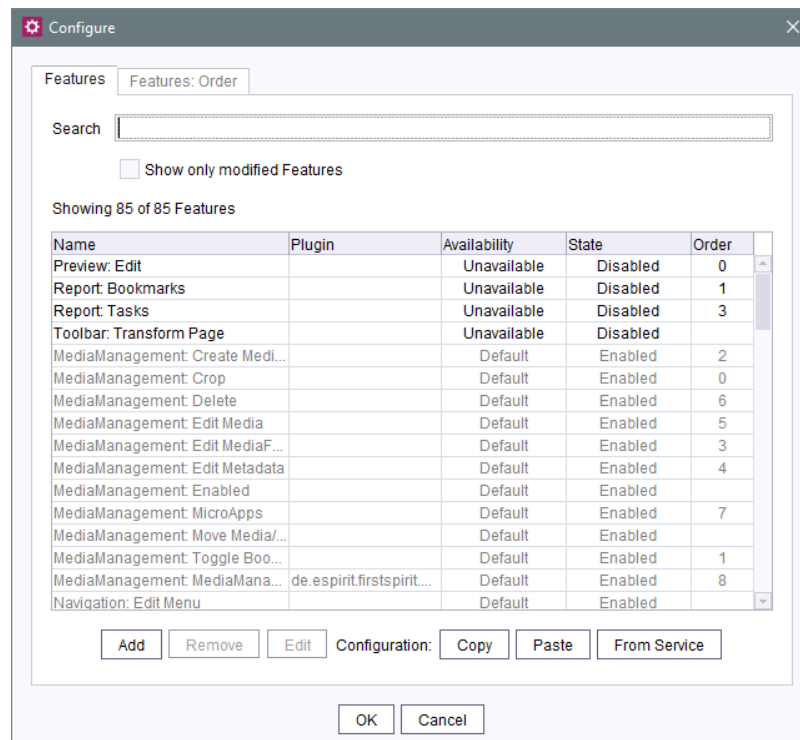 Configure
Features Features: Order
Search
Show only modified Features
Showing 85 of 85 Features
Name Plugin Availability State Order
Preview: Edit Unavailable Disabled 0
Report: Bookmarks Unavailable Disabled 1
Report: Tasks Unavailable Disabled 3
Toolbar: Transform Page Unavailable Disabled
MediaManagement: Create Medi... Default Enabled 2
MediaManagement: Crop Default Enabled 0
MediaManagement: Delete Default Enabled 6
MediaManagement: Edit Media Default Enabled 5
MediaManagement: Edit MediaF... Default Enabled 3
MediaManagement: Edit Metadata Default Enabled 4
MediaManagement: Enabled Default Enabled
MediaManagement: MicroApps Default Enabled 7
MediaManagement: Move Media/... Default Enabled
MediaManagement: Toggle Boo... Default Enabled 1
MediaManagement: MediaMana... de.espirit.firstspirit.... Default Enabled 8
Navigation: Edit Menu Default Enabled
Add Remove Edit Configuration: Copy Paste From Service
OK Cancel